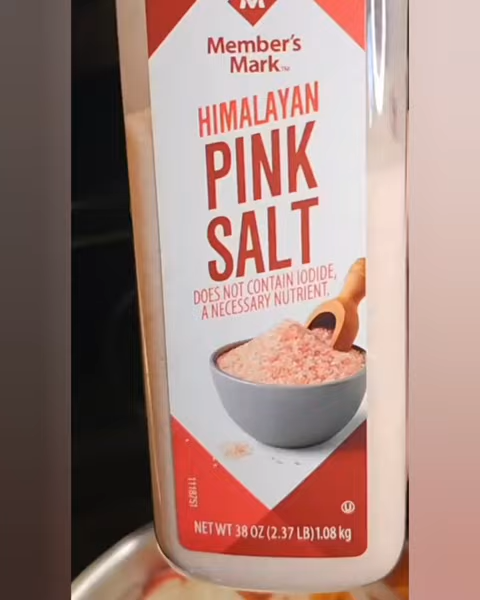 M
Member's
Mark™
HIMALAYAN
PINK
SALT
DOES NOT CONTAIN IODIDE,
A NECESSARY NUTRIENT.
1118751
U
NET WT 38 OZ (2.37 LB) 1.08 kg